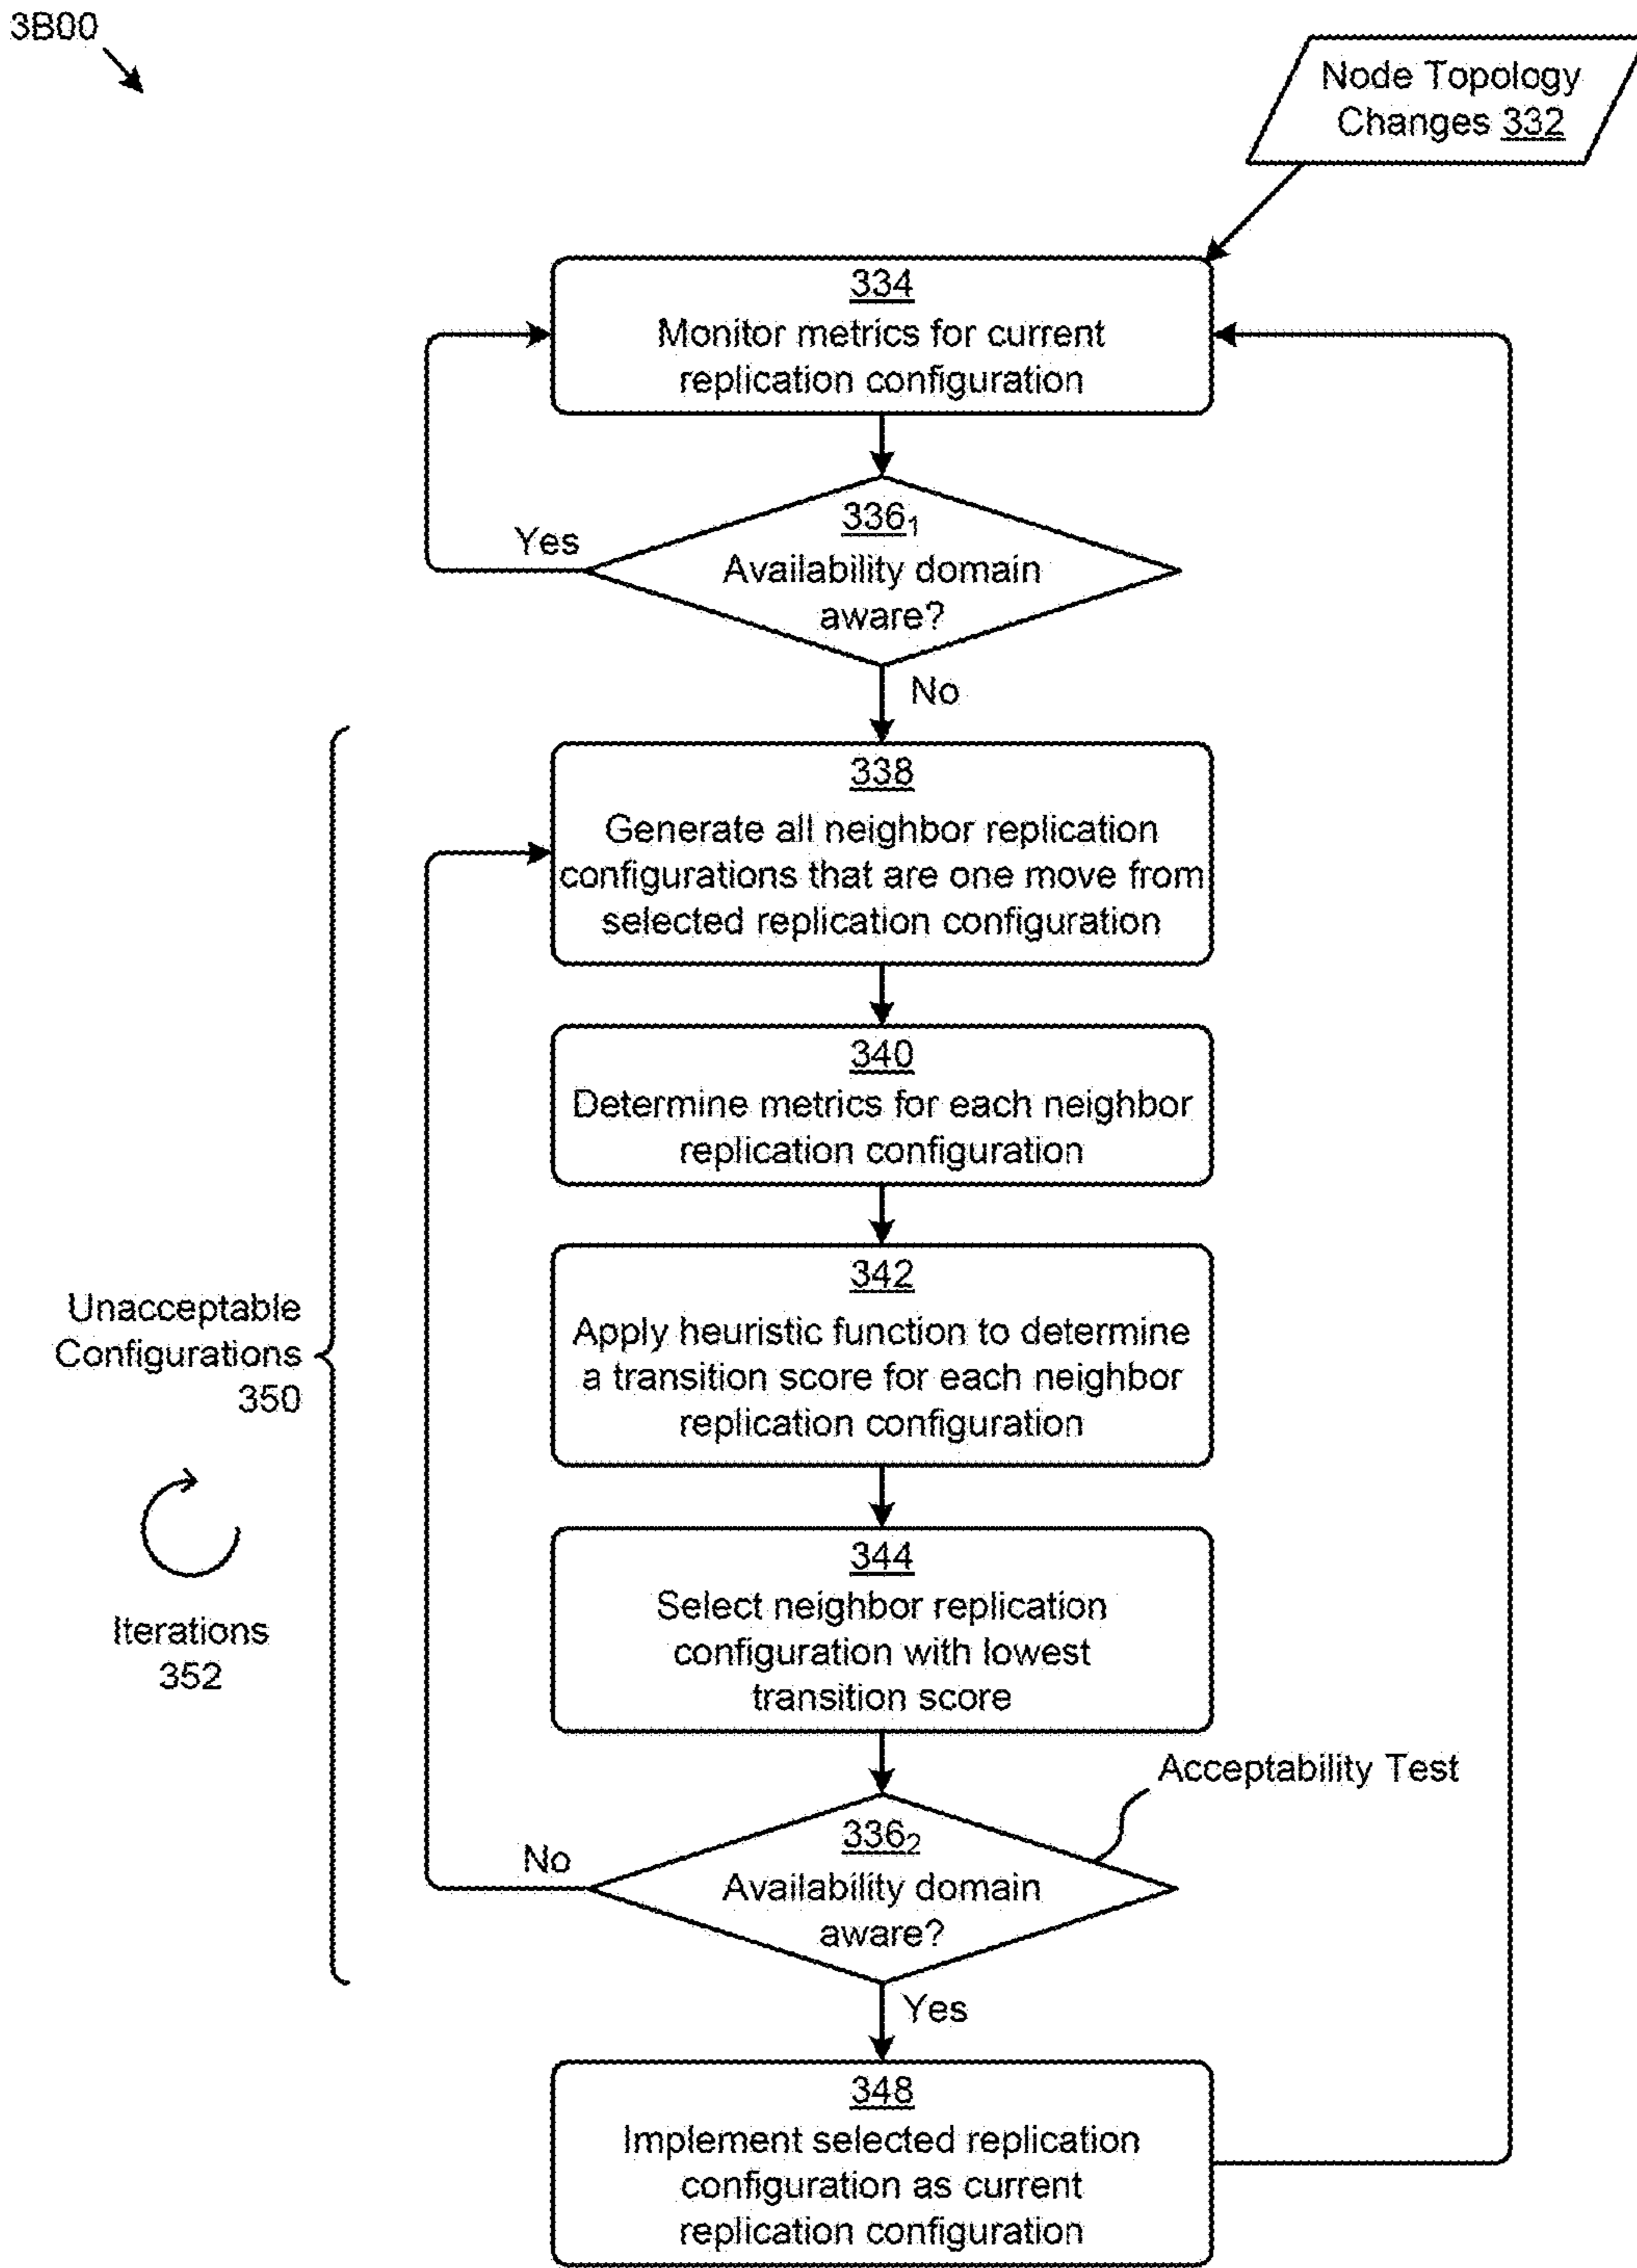 3B00
Node Topology
Changes 332
334
Monitor metrics for current
replication configuration
336₁
Yes
Availability domain
aware?
No
338
Generate all neighbor replication
configurations that are one move from
selected replication configuration
340
Determine metrics for each neighbor
replication configuration
342
Apply heuristic function to determine
a transition score for each neighbor
replication configuration
Unacceptable
Configurations
350
Iterations
352
344
Select neighbor replication
configuration with lowest
transition score
Acceptability Test
336₂
No
Availability domain
aware?
Yes
348
Implement selected replication
configuration as current
replication configuration